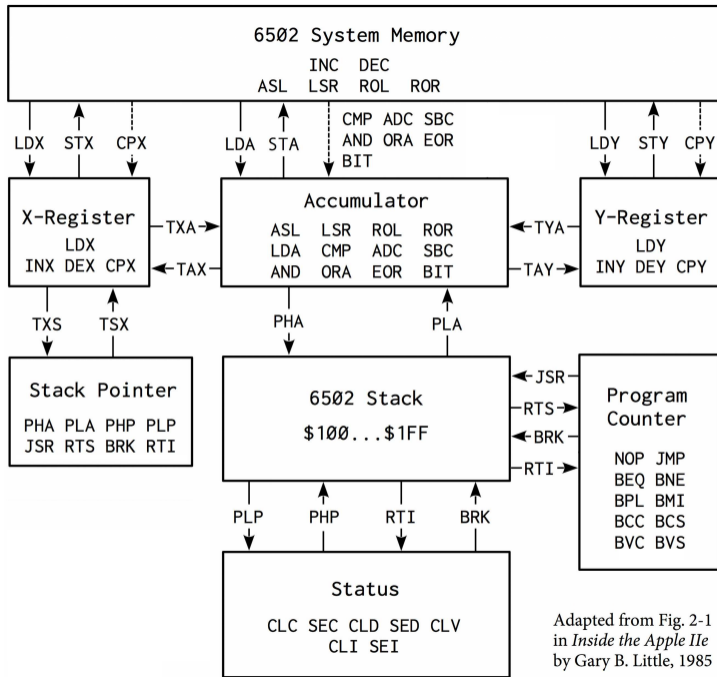 6502 System Memory
INC DEC
ASL LSR ROL ROR
LDX STX CPX LDA STA CMP ADC SBC
AND ORA EOR
BIT
LDY STY CPY
X-Register
LDX
INX DEX CPX
TXA
TAX
Accumulator
ASL LSR ROL ROR
LDA CMP ADC SBC
AND ORA EOR BIT
TYA
TAY
Y-Register
LDY
INY DEY CPY
TXS TSX
PHA PLA
Stack Pointer
PHA PLA PHP PLP
JSR RTS BRK RTI
6502 Stack
$100...$1FF
JSR
RTS
BRK
RTI
Program
Counter
NOP JMP
BEQ BNE
BPL BMI
BCC BCS
BVC BVS
PLP PHP RTI BRK
Status
CLC SEC CLD SED CLV
CLI SEI
Adapted from Fig. 2-1
in Inside the Apple IIe
by Gary B. Little, 1985